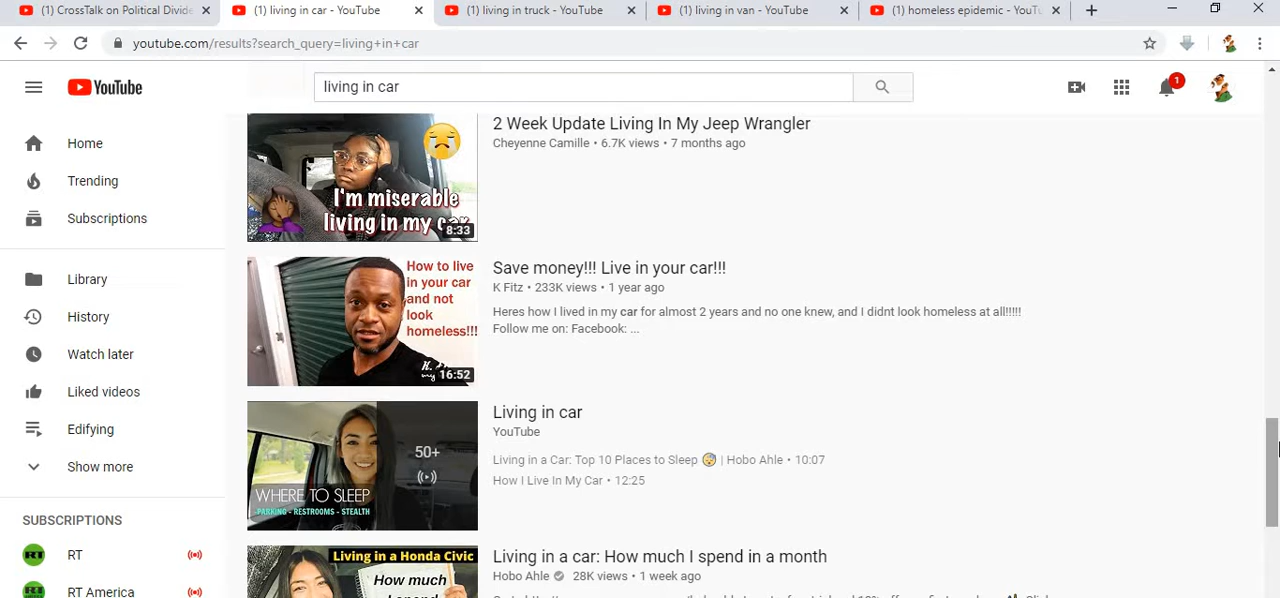 (1) CrossTalk on Political Divide
(1) living in car - YouTube
(1) living in truck - YouTube
(1) living in van - YouTube
(1) homeless epidemic - YouTu
youtube.com/results?search_query=living+in+car
YouTube
living in car
1
Home
Trending
Subscriptions
Library
History
Watch later
Liked videos
Edifying
Show more
SUBSCRIPTIONS
RT
RT
RT America
I'm miserable
living in my car
8:33
2 Week Update Living In My Jeep Wrangler
Cheyenne Camille • 6.7K views • 7 months ago
How to live
in your car
and not
look
homeless!!!
16:52
Save money!!! Live in your car!!!
K Fitz • 233K views • 1 year ago
Heres how I lived in my car for almost 2 years and no one knew, and I didnt look homeless at all!!!!!
Follow me on: Facebook: ...
50+
WHERE TO SLEEP
-PARKING - RESTROOMS - STEALTH
Living in car
YouTube
Living in a Car: Top 10 Places to Sleep 😴 | Hobo Ahle • 10:07
How I Live In My Car • 12:25
Living in a Honda Civic
How much
Living in a car: How much I spend in a month
Hobo Ahle
28K views • 1 week ago